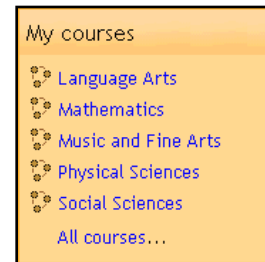 My courses
Language Arts
Mathematics
Music and Fine Arts
Physical Sciences
Social Sciences
All courses...